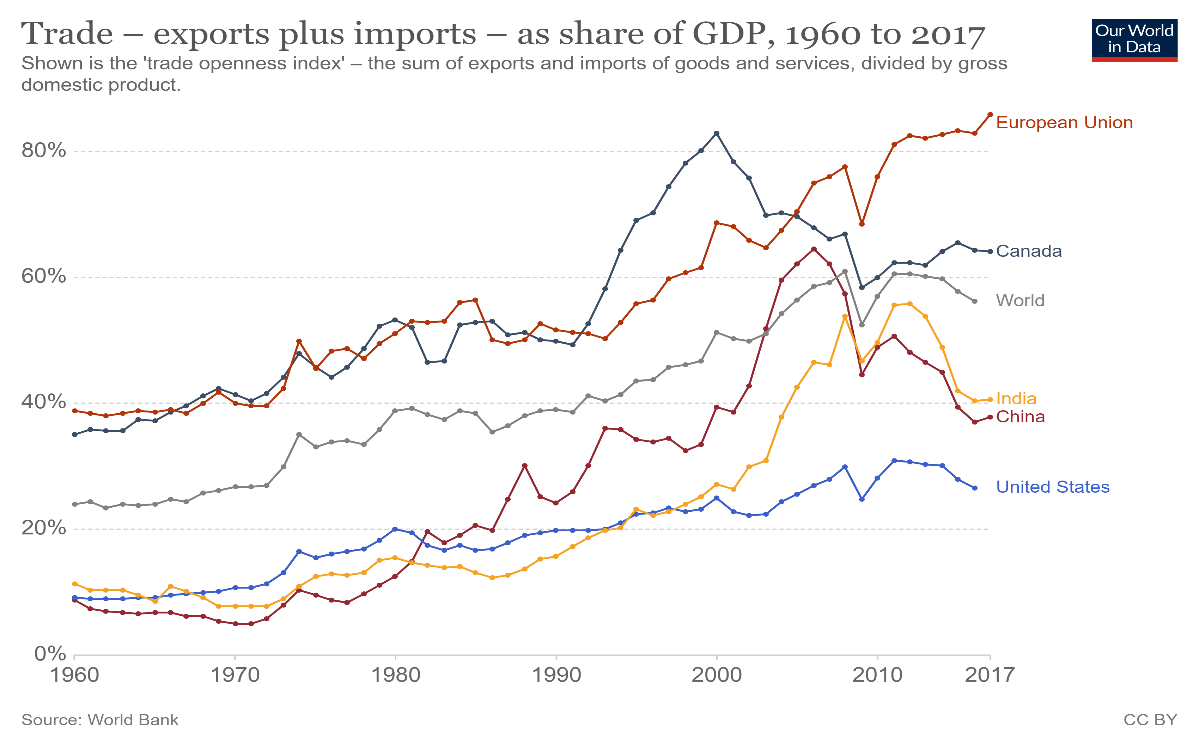 Trade – exports plus imports – as share of GDP, 1960 to 2017
Our World
in Data
Shown is the 'trade openness index' – the sum of exports and imports of goods and services, divided by gross
domestic product.
80%
60%
40%
20%
0%
European Union
Canada
World
India
China
United States
1960 1970 1980 1990 2000 2010 2017
Source: World Bank
CC BY